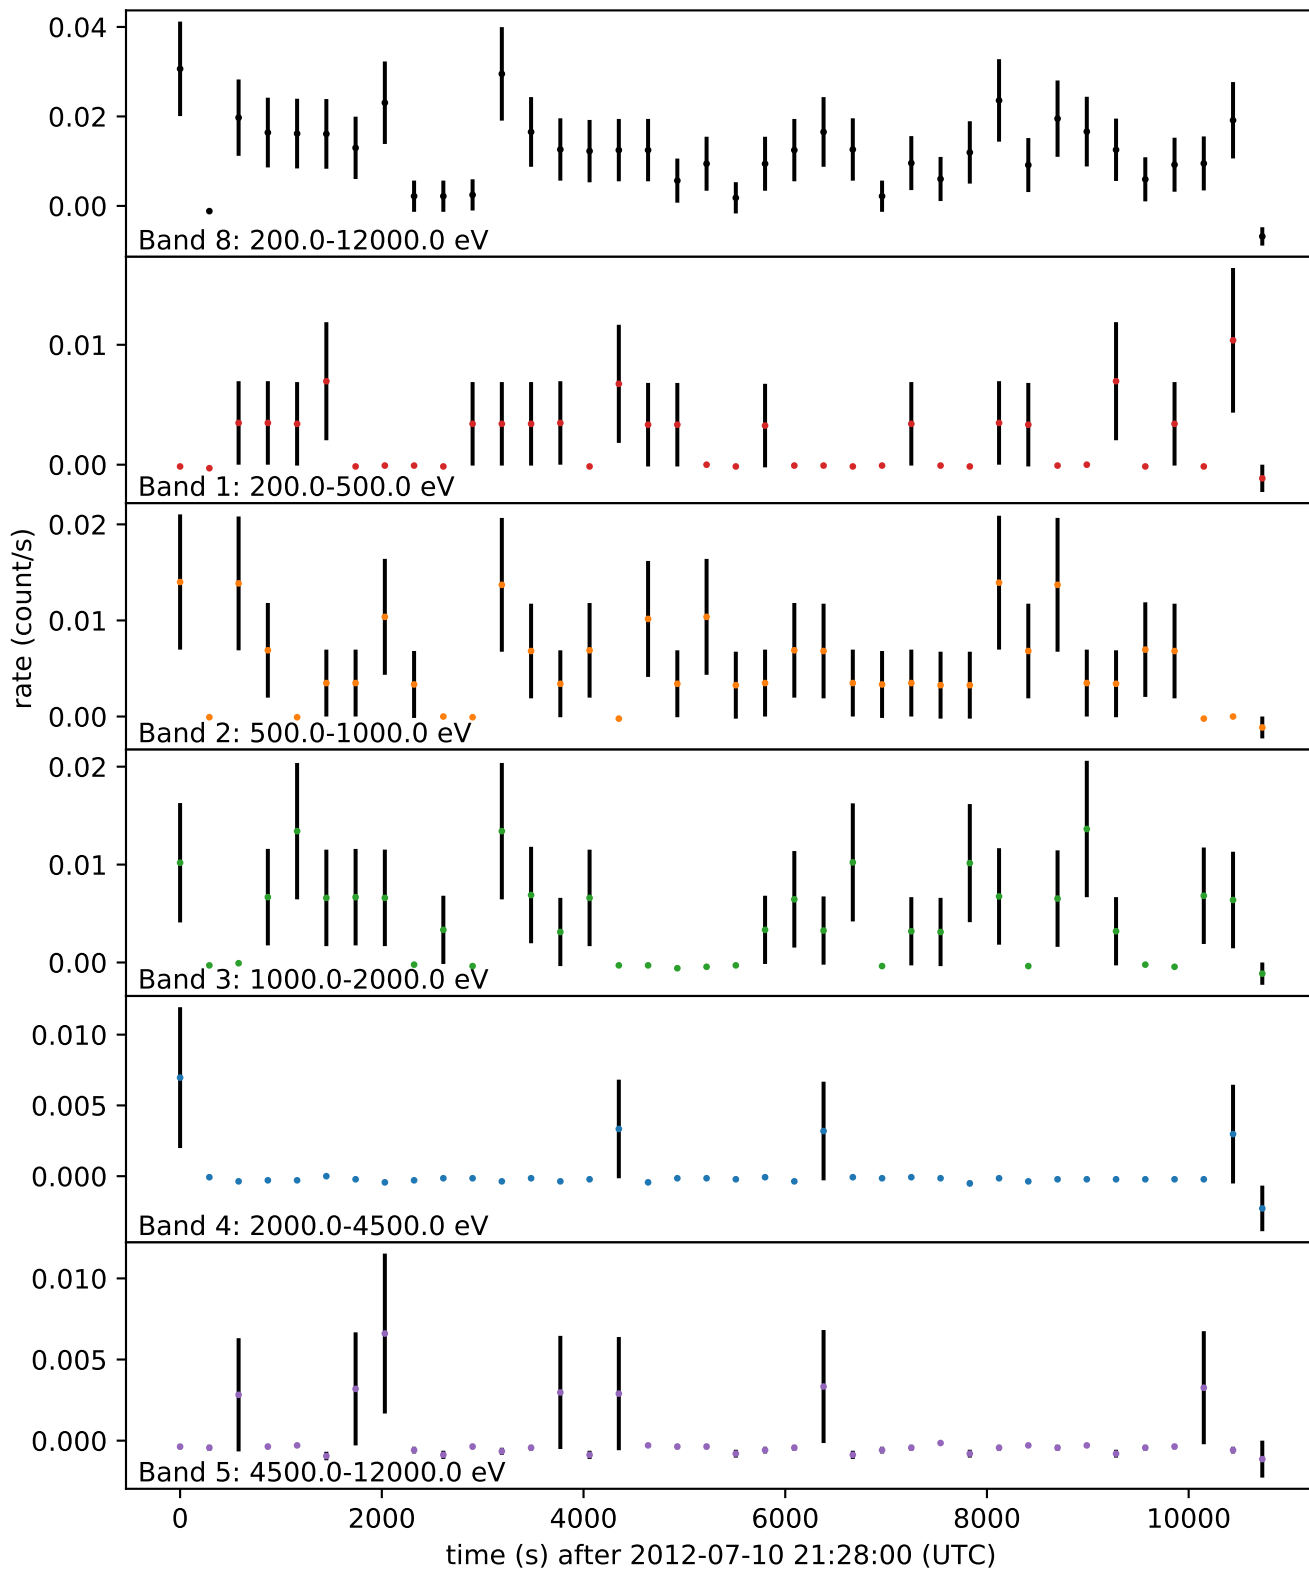 0.04
0.02
0.00
Band 8: 200.0-12000.0 eV
0.01
0.00
Band 1: 200.0-500.0 eV
0.02
0.01
0.00
Band 2: 500.0-1000.0 eV
rate (count/s)
0.02
0.01
0.00
Band 3: 1000.0-2000.0 eV
0.010
0.005
0.000
Band 4: 2000.0-4500.0 eV
0.010
0.005
0.000
Band 5: 4500.0-12000.0 eV
0 2000 4000 6000 8000 10000
time (s) after 2012-07-10 21:28:00 (UTC)